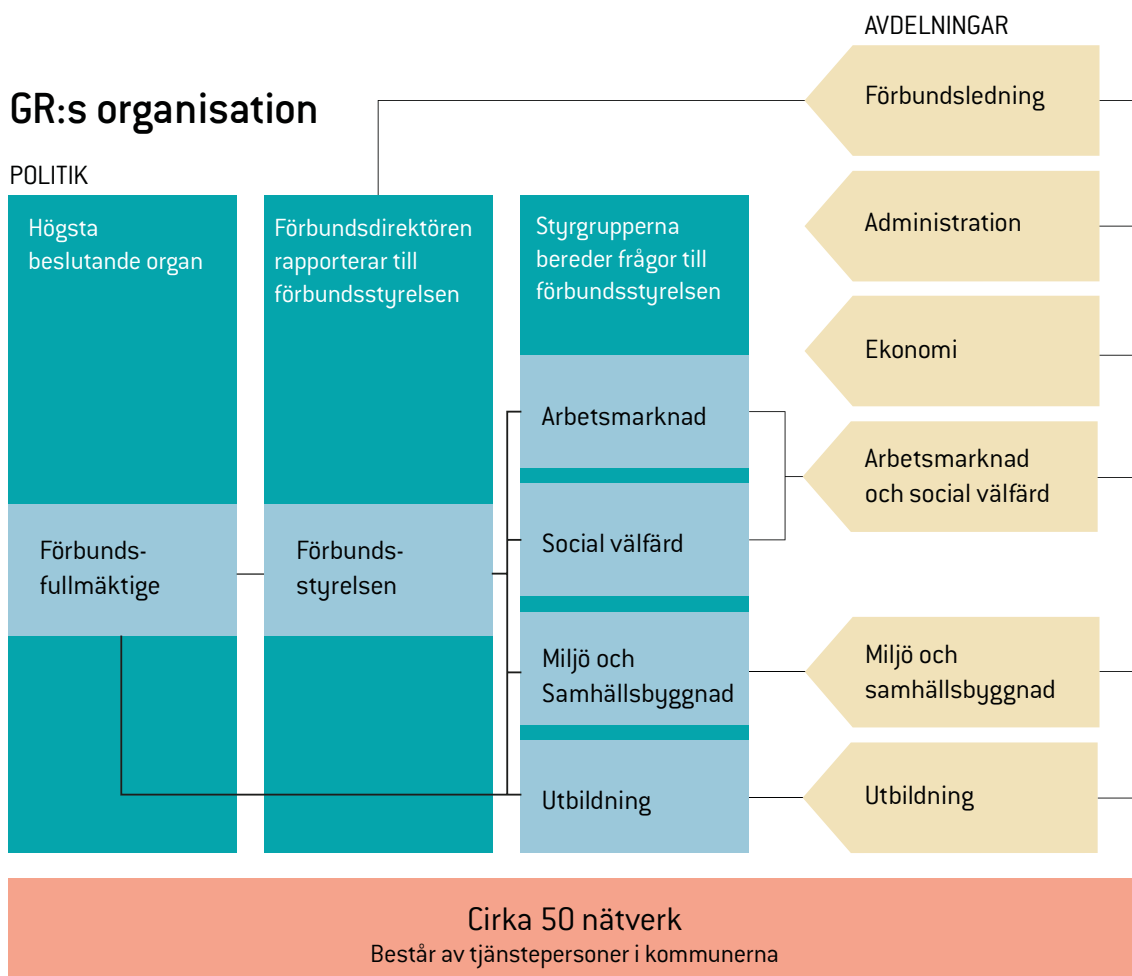 GR:s organisation
POLITIK
Högsta
beslutande organ
Förbunds-
fullmäktige
Förbundsdirektören
rapporterar till
förbundsstyrelsen
Förbunds-
styrelsen
Styrgrupperna
bereder frågor till
förbundsstyrelsen
Arbetsmarknad
Social välfärd
Miljö och
Samhällsbyggnad
Utbildning
AVDELNINGAR
Förbundsledning
Administration
Ekonomi
Arbetsmarknad
och social välfärd
Miljö och
samhällsbyggnad
Utbildning
Cirka 50 nätverk
Består av tjänstepersoner i kommunerna